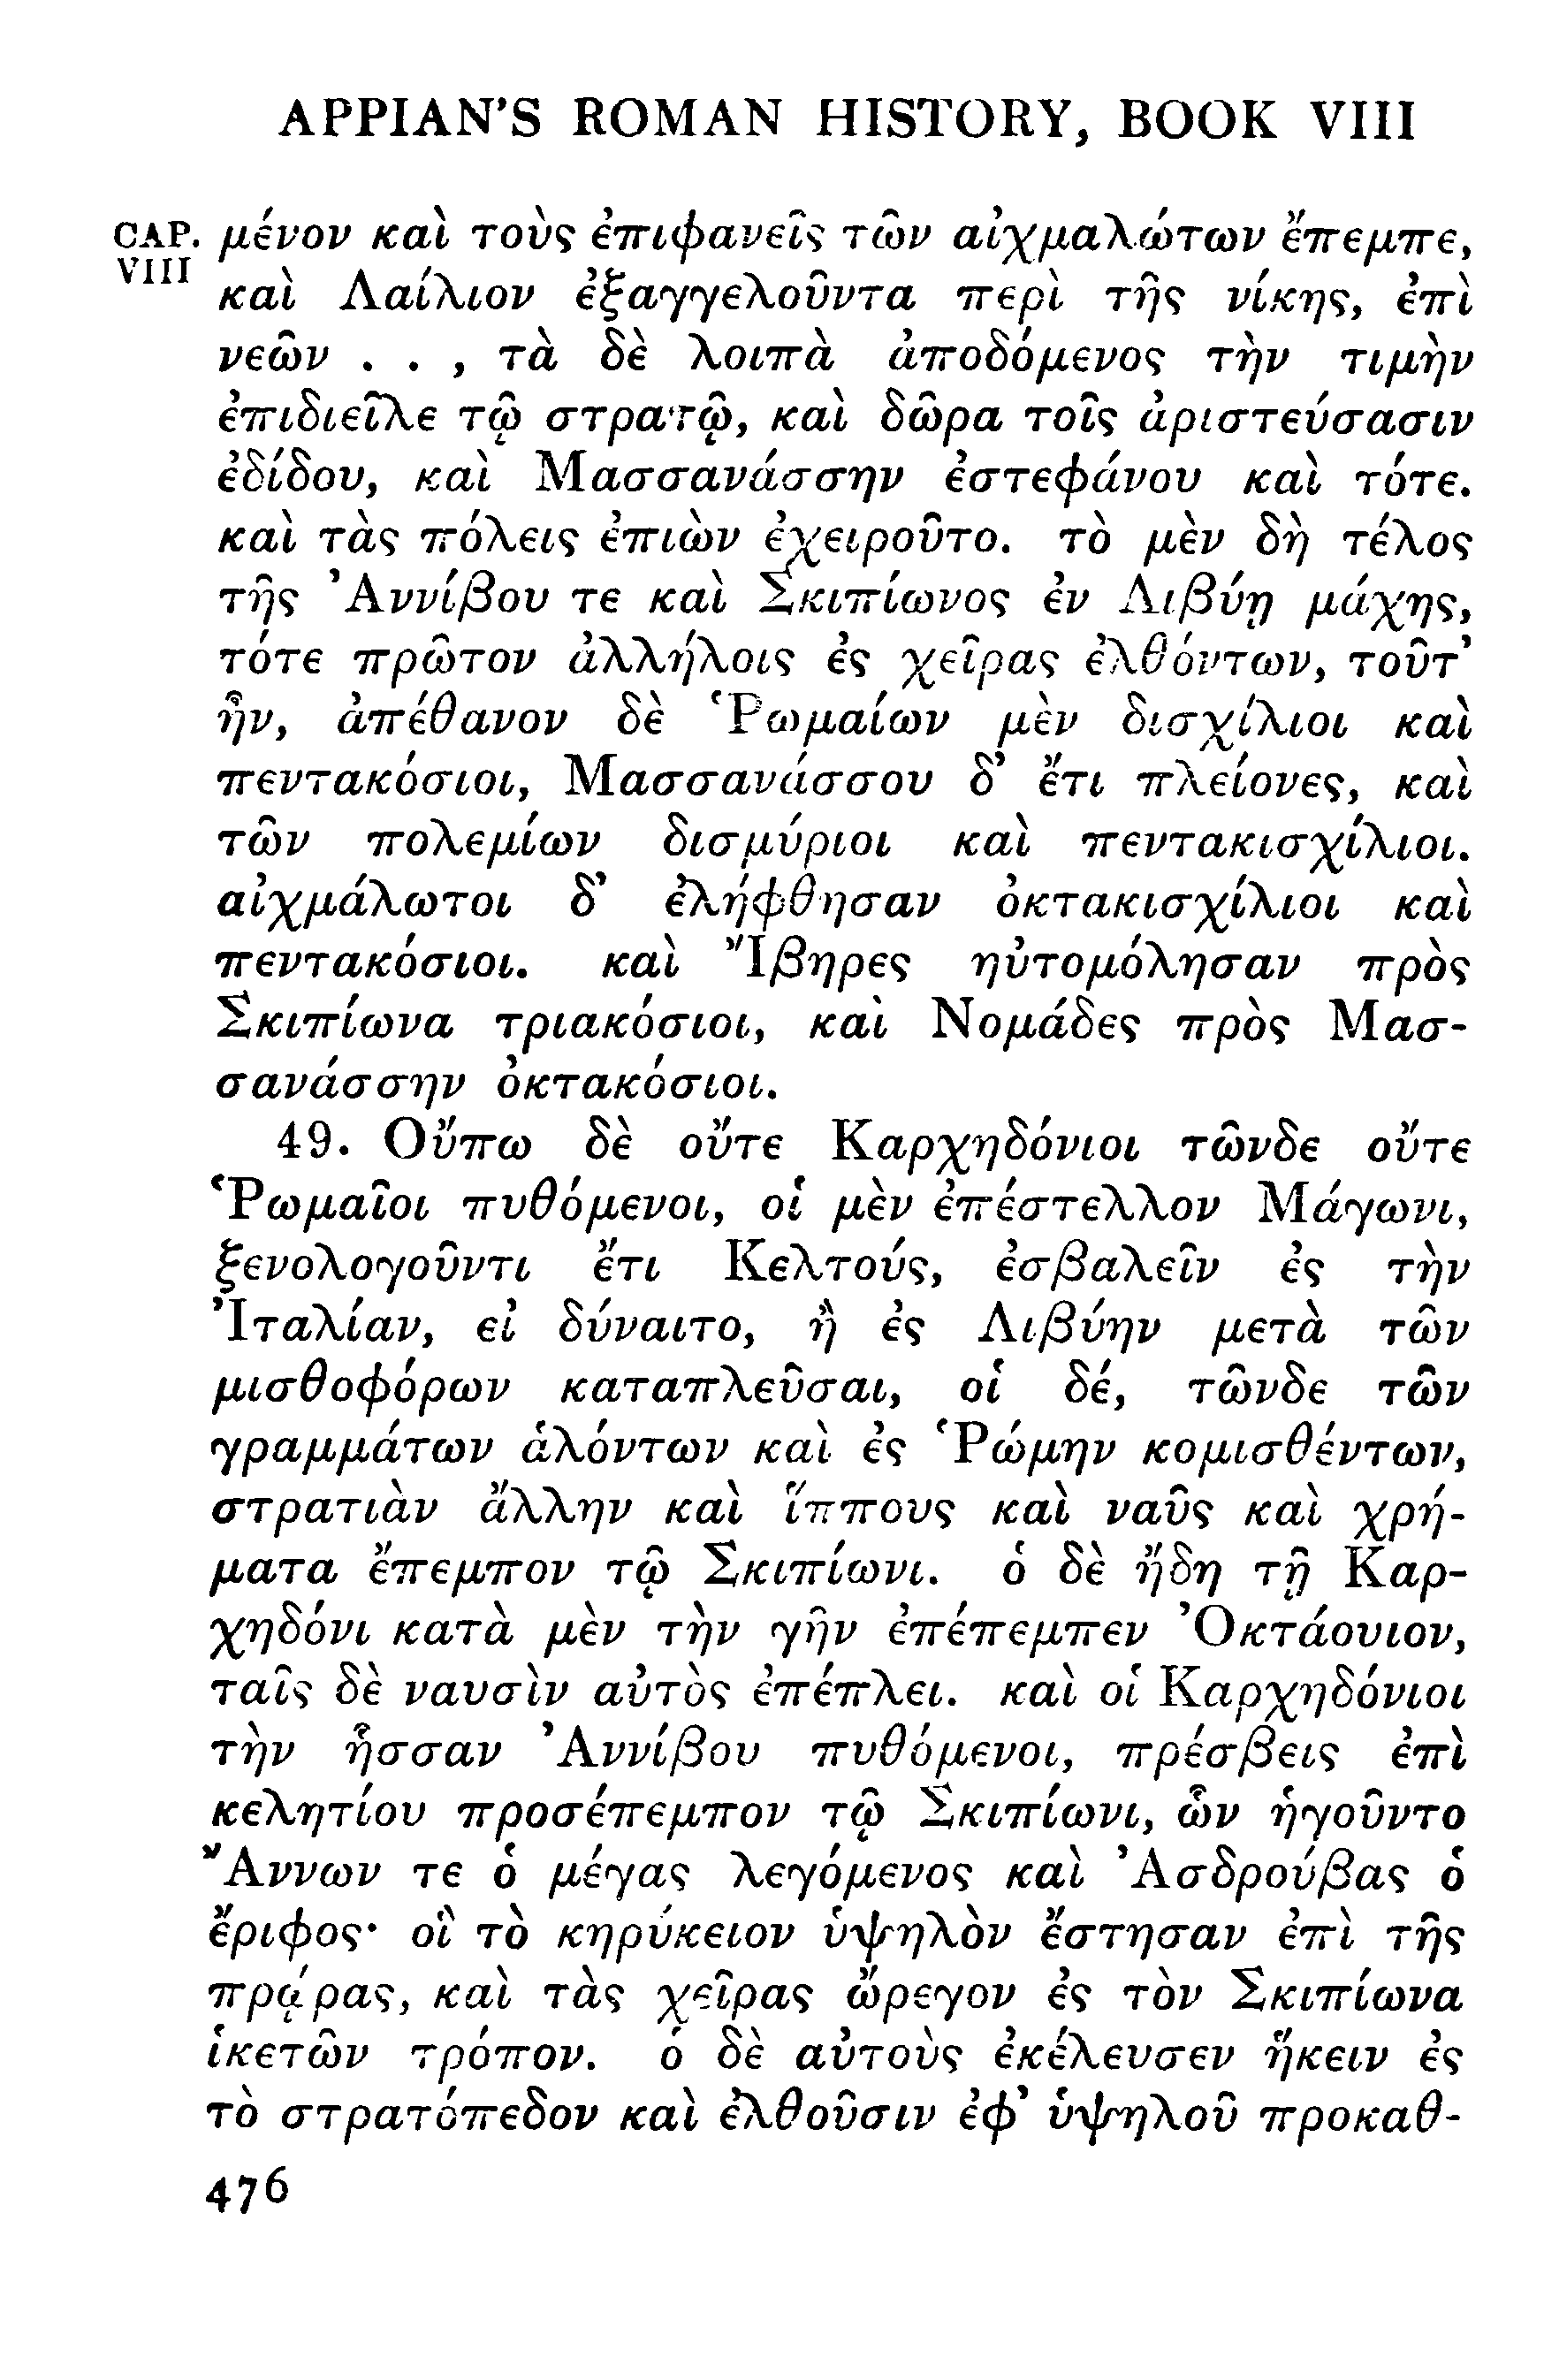 APPIAN'S ROMAN HISTORY, BOOK VIII
CAP. VIII
μένον καὶ τοὺς ἐπιφανεῖς τῶν αἰχμαλώτων ἔπεμπε,
καὶ Λαίλιον ἐξαγγελοῦντα περὶ τῆς νίκης, ἐπὶ
νεῶν . . , τὰ δὲ λοιπὰ ἀποδόμενος τὴν τιμὴν
ἐπιδιεῖλε τῷ στρατῷ, καὶ δῶρα τοῖς ἀριστεύσασιν
ἐδίδου, καὶ Μασσανάσσην ἐστεφάνου καὶ τότε.
καὶ τὰς πόλεις ἐπιὼν ἐχειροῦτο. τὸ μὲν δὴ τέλος
τῆς Ἀννίβου τε καὶ Σκιπίωνος ἐν Λιβύῃ μάχης,
τότε πρῶτον ἀλλήλοις ἐς χεῖρας ἐλθόντων, τοῦτ’
ἦν, ἀπέθανον δὲ Ῥωμαίων μὲν δισχίλιοι καὶ
πεντακόσιοι, Μασσανάσσου δ’ ἔτι πλείονες, καὶ
τῶν πολεμίων δισμύριοι καὶ πεντακισχίλιοι.
αἰχμάλωτοι δ’ ἐλήφθησαν ὀκτακισχίλιοι καὶ
πεντακόσιοι. καὶ Ἴβηρες ηὐτομόλησαν πρὸς
Σκιπίωνα τριακόσιοι, καὶ Νομάδες πρὸς Μασ-
σανάσσην ὀκτακόσιοι.
49. Οὔπω δὲ οὔτε Καρχηδόνιοι τῶνδε οὔτε
Ῥωμαῖοι πυθόμενοι, οἱ μὲν ἐπέστελλον Μάγωνι,
ξενολογοῦντι ἔτι Κελτούς, ἐσβαλεῖν ἐς τὴν
Ἰταλίαν, εἰ δύναιτο, ἢ ἐς Λιβύην μετὰ τῶν
μισθοφόρων καταπλεῦσαι, οἱ δέ, τῶνδε τῶν
γραμμάτων ἁλόντων καὶ ἐς Ῥώμην κομισθέντων,
στρατιὰν ἄλλην καὶ ἵππους καὶ ναῦς καὶ χρή-
ματα ἔπεμπον τῷ Σκιπίωνι. ὁ δὲ ἤδη τῇ Καρ-
χηδόνι κατὰ μὲν τὴν γῆν ἐπέπεμπεν Ὀκτάουιον,
ταῖς δὲ ναυσὶν αὐτὸς ἐπέπλει. καὶ οἱ Καρχηδόνιοι
τὴν ἧσσαν Ἀννίβου πυθόμενοι, πρέσβεις ἐπὶ
κελητίου προσέπεμπον τῷ Σκιπίωνι, ὧν ἡγοῦντο
Ἄννων τε ὁ μέγας λεγόμενος καὶ Ἀσδρούβας ὁ
ἔριφος· οἳ τὸ κηρύκειον ὑψηλὸν ἔστησαν ἐπὶ τῆς
πρῴρας, καὶ τὰς χεῖρας ὤρεγον ἐς τὸν Σκιπίωνα
ἱκετῶν τρόπον. ὁ δὲ αὐτοὺς ἐκέλευσεν ἥκειν ἐς
τὸ στρατόπεδον καὶ ἐλθοῦσιν ἐφ’ ὑψηλοῦ προκαθ-
476